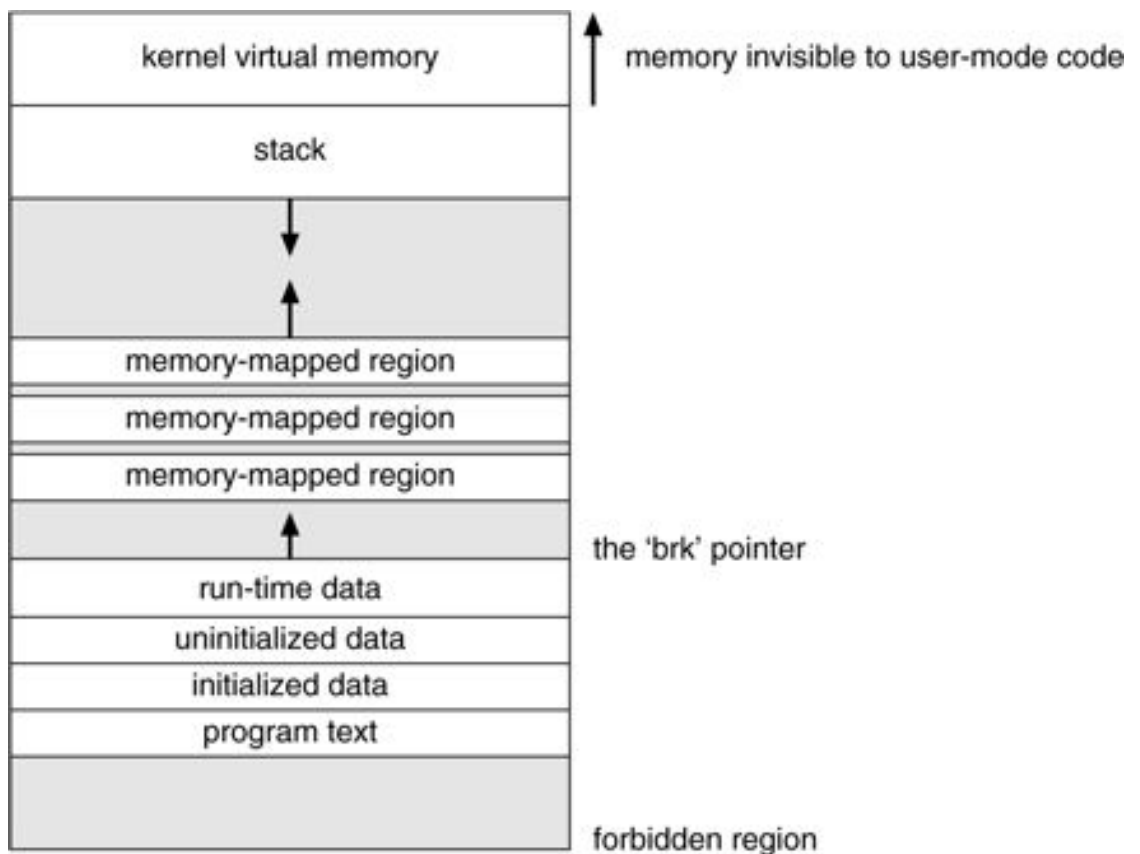 kernel virtual memory
memory invisible to user-mode code
stack
memory-mapped region
memory-mapped region
memory-mapped region
the ‘brk’ pointer
run-time data
uninitialized data
initialized data
program text
forbidden region